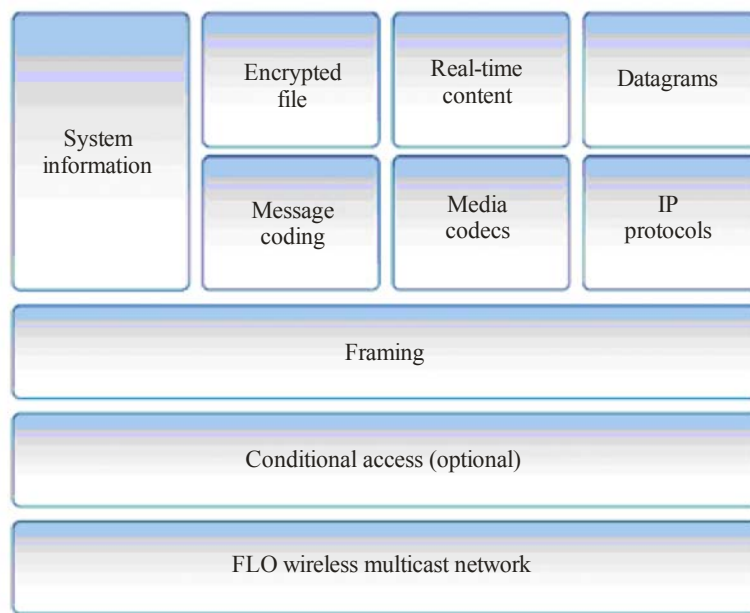 System
information
Encrypted
file
Real-time
content
Datagrams
Message
coding
Media
codecs
IP
protocols
Framing
Conditional access (optional)
FLO wireless multicast network